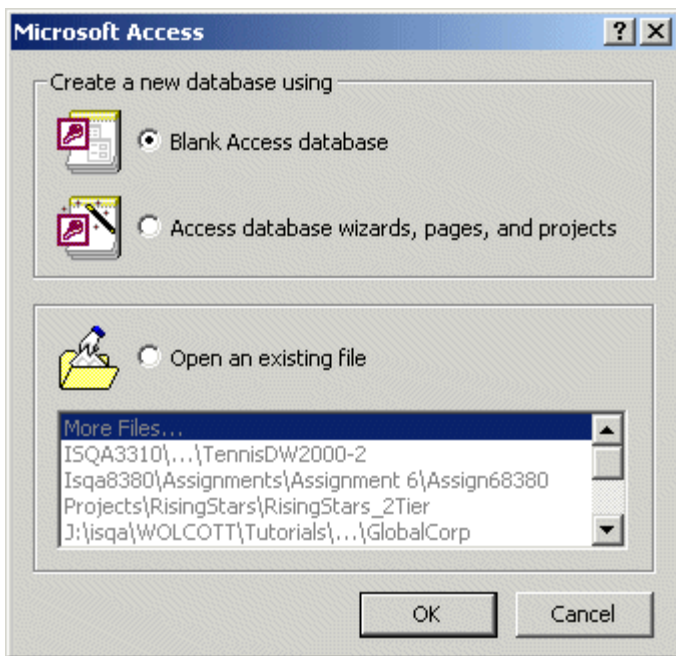 Microsoft Access
Create a new database using
Blank Access database
Access database wizards, pages, and projects
Open an existing file
More Files...
ISQA3310\...\TennisDW2000-2
Isqa8380\Assignments\Assignment 6\Assign68380
Projects\RisingStars\RisingStars_2Tier
J:\isqa\WOLCOTT\Tutorials\...\GlobalCorp
OK Cancel